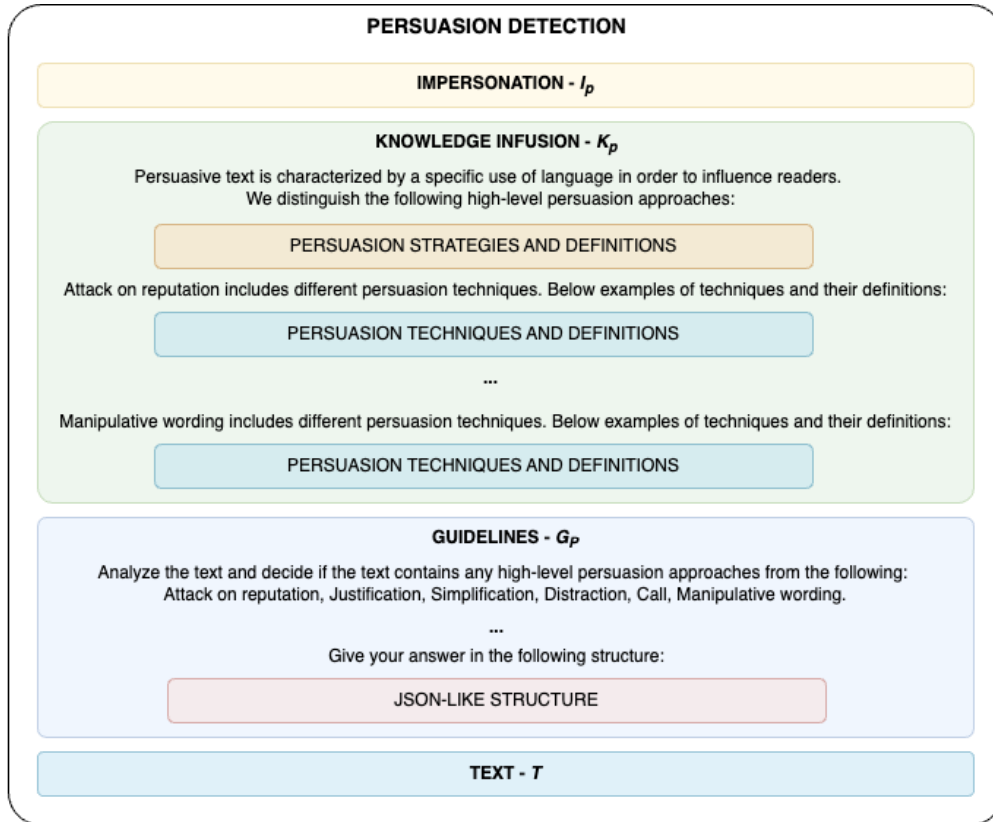 PERSUASION DETECTION
IMPERSONATION - Ip
KNOWLEDGE INFUSION - Kp
Persuasive text is characterized by a specific use of language in order to influence readers.
We distinguish the following high-level persuasion approaches:
PERSUASION STRATEGIES AND DEFINITIONS
Attack on reputation includes different persuasion techniques. Below examples of techniques and their definitions:
PERSUASION TECHNIQUES AND DEFINITIONS
...
Manipulative wording includes different persuasion techniques. Below examples of techniques and their definitions:
PERSUASION TECHNIQUES AND DEFINITIONS
GUIDELINES - GP
Analyze the text and decide if the text contains any high-level persuasion approaches from the following:
Attack on reputation, Justification, Simplification, Distraction, Call, Manipulative wording.
...
Give your answer in the following structure:
JSON-LIKE STRUCTURE
TEXT - T